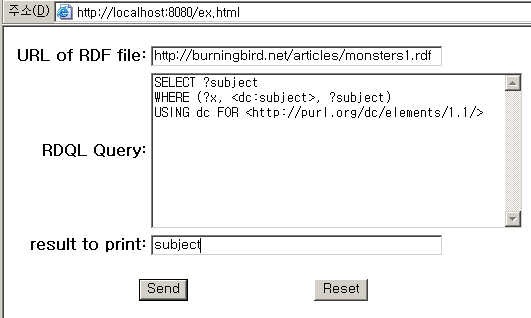 주소(D) http://localhost:8080/ex.html
URL of RDF file: http://burningbird.net/articles/monsters1.rdf
SELECT ?subject
WHERE (?x, <dc:subject>, ?subject)
USING dc FOR <http://purl.org/dc/elements/1.1/>
RDQL Query:
result to print: subject
Send Reset